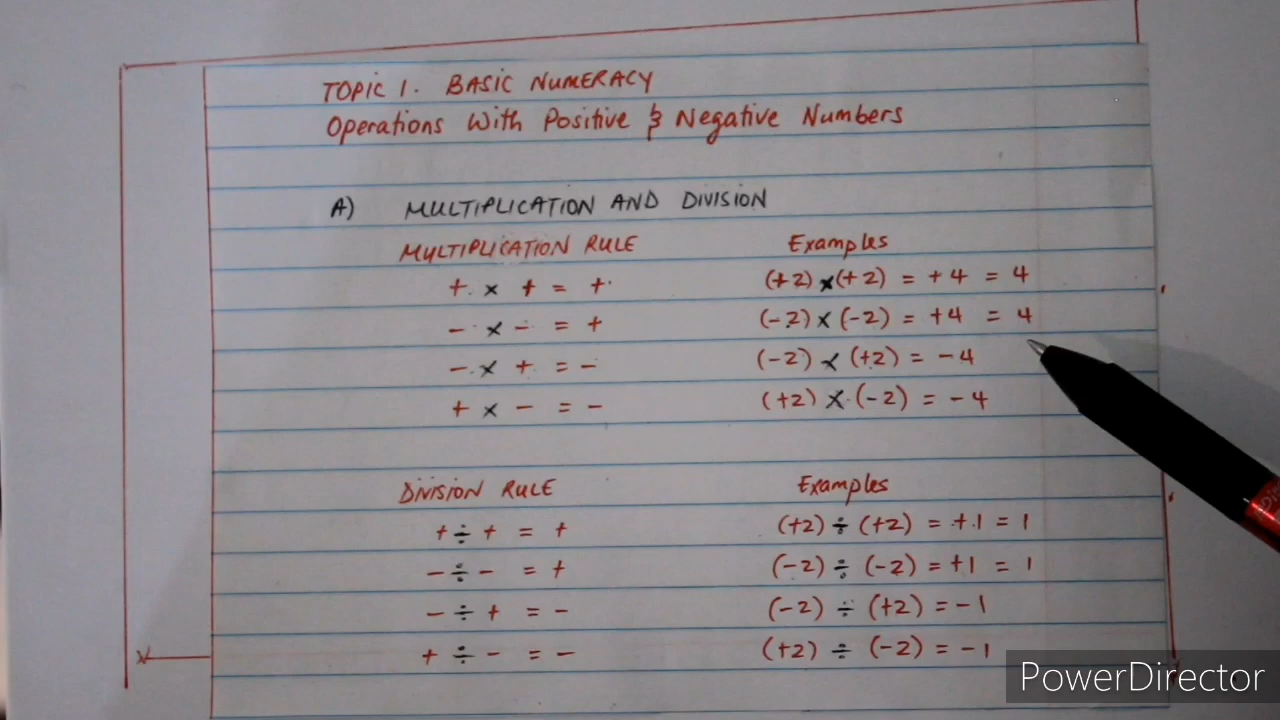 TOPIC 1. BASIC NUMERACY
Operations With Positive & Negative Numbers
A) MULTIPLICATION AND DIVISION
MULTIPLICATION RULE Examples
+ × + = + (+2) × (+2) = +4 = 4
- × - = + (-2) × (-2) = +4 = 4
- × + = - (-2) × (+2) = -4
+ × - = - (+2) × (-2) = -4
DIVISION RULE Examples
+ ÷ + = + (+2) ÷ (+2) = +1 = 1
- ÷ - = + (-2) ÷ (-2) = +1 = 1
- ÷ + = - (-2) ÷ (+2) = -1
+ ÷ - = - (+2) ÷ (-2) = -1
PowerDirector